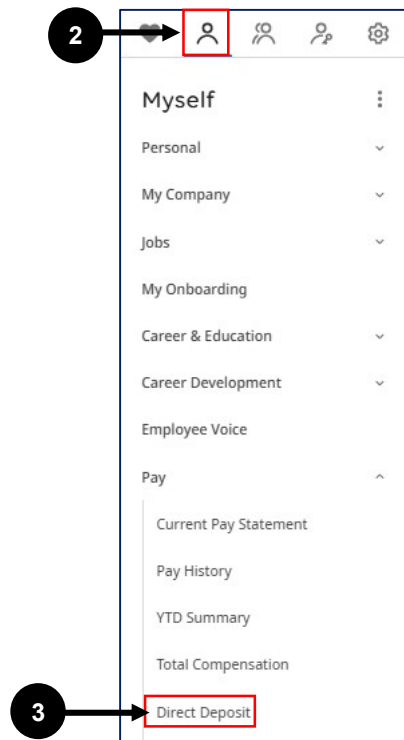 2
Myself
Personal
My Company
Jobs
My Onboarding
Career & Education
Career Development
Employee Voice
Pay
Current Pay Statement
Pay History
YTD Summary
Total Compensation
3
Direct Deposit